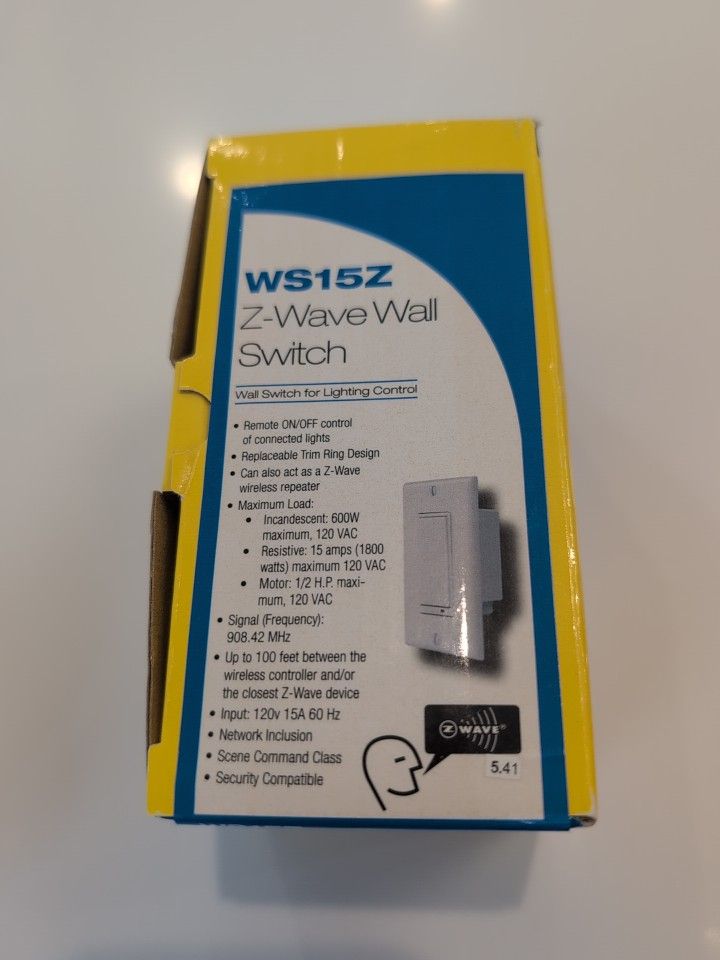 WS15Z
Z-Wave Wall
Switch
Wall Switch for Lighting Control
• Remote ON/OFF control
of connected lights
• Replaceable Trim Ring Design
• Can also act as a Z-Wave
wireless repeater
• Maximum Load:
• Incandescent: 600W
maximum, 120 VAC
• Resistive: 15 amps (1800
watts) maximum 120 VAC
• Motor: 1/2 H.P. maxi-
mum, 120 VAC
• Signal (Frequency):
908.42 MHz
• Up to 100 feet between the
wireless controller and/or
the closest Z-Wave device
• Input: 120v 15A 60 Hz
• Network Inclusion
• Scene Command Class
• Security Compatible
Z WAVE®
5.41